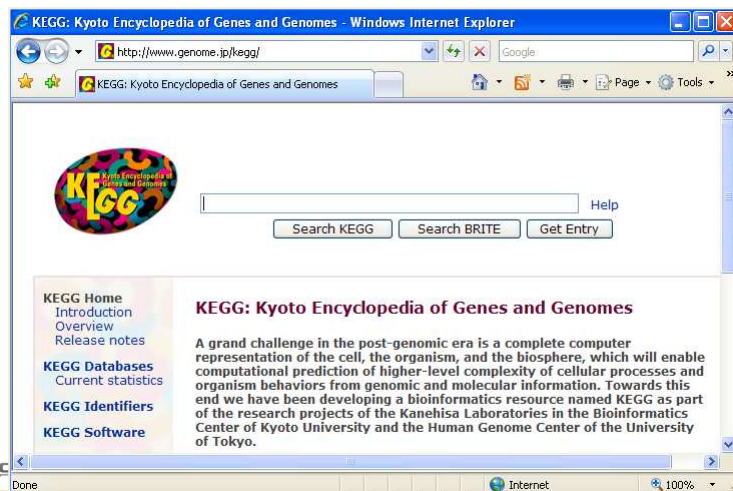 KEGG: Kyoto Encyclopedia of Genes and Genomes - Windows Internet Explorer
http://www.genome.jp/kegg/
Google
KEGG: Kyoto Encyclopedia of Genes and Genomes
Page
Tools
»
KEGG
Kyoto Encyclopedia of
Genes and Genomes
Help
Search KEGG
Search BRITE
Get Entry
KEGG Home
Introduction
Overview
Release notes
KEGG Databases
Current statistics
KEGG Identifiers
KEGG Software
KEGG: Kyoto Encyclopedia of Genes and Genomes
A grand challenge in the post-genomic era is a complete computer
representation of the cell, the organism, and the biosphere, which will enable
computational prediction of higher-level complexity of cellular processes and
organism behaviors from genomic and molecular information. Towards this
end we have been developing a bioinformatics resource named KEGG as part
of the research projects of the Kanehisa Laboratories in the Bioinformatics
Center of Kyoto University and the Human Genome Center of the University
of Tokyo.
Done
Internet
100%